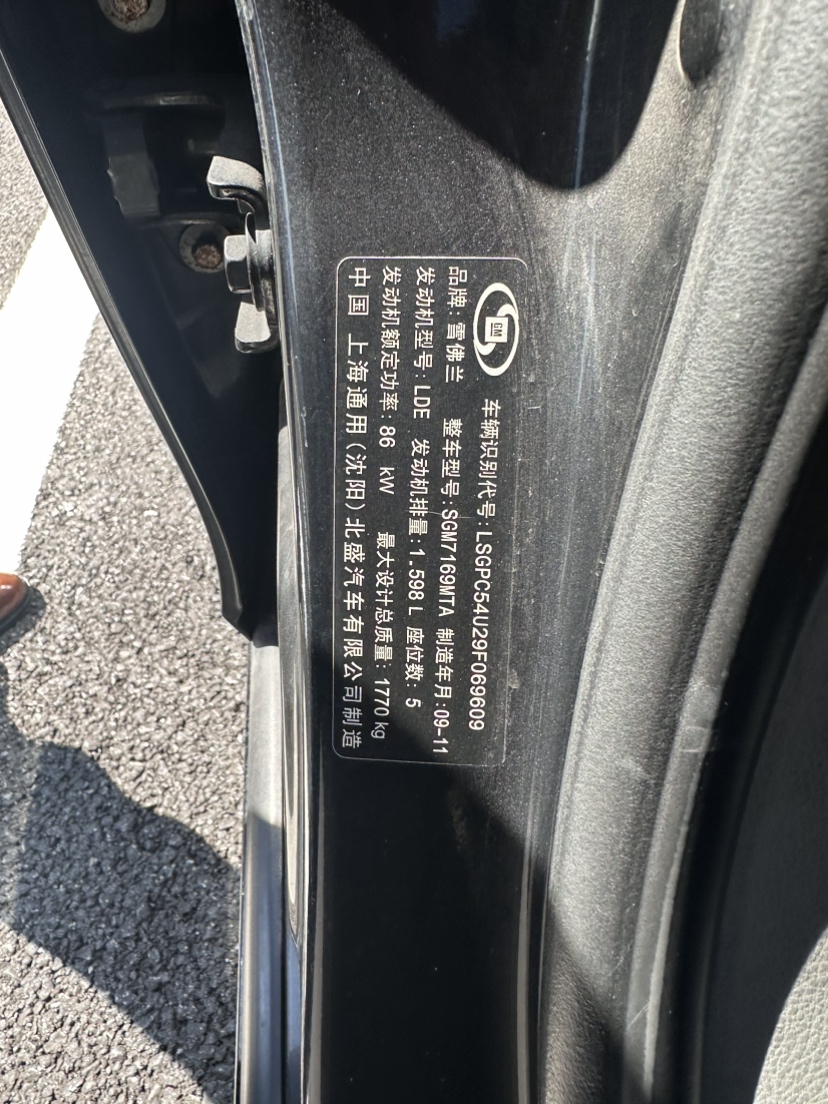 GM
车辆识别代号:LSGPC54U29F069609
品牌:雪佛兰 整车型号:SGM7169MTA 制造年月:09-11
发动机型号:LDE 发动机排量:1.598L 座位数:5
发动机额定功率:86 kW 最大设计总质量:1770kg
中国 上海通用(沈阳)北盛汽车有限公司制造